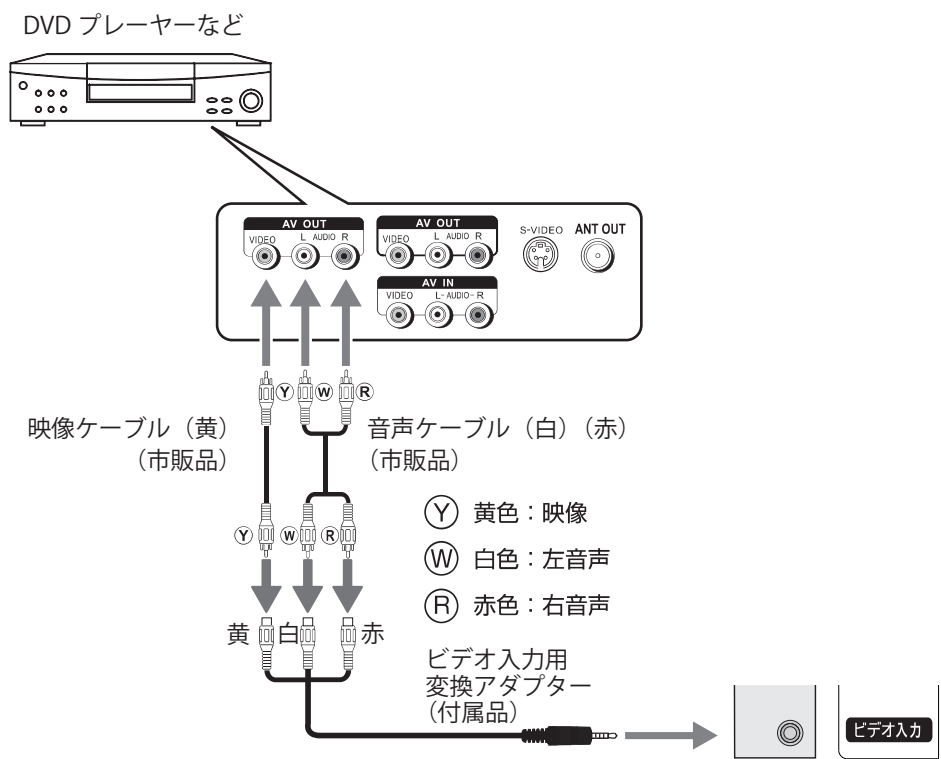 DVD プレーヤーなど
AV OUT
VIDEO L AUDIO R
AV OUT
VIDEO L AUDIO R
S-VIDEO
ANT OUT
AV IN
VIDEO L-AUDIO-R
Y W R
映像ケーブル（黄）
（市販品）
音声ケーブル（白）（赤）
（市販品）
Y W R
Y 黄色：映像
W 白色：左音声
R 赤色：右音声
黄 白 赤
ビデオ入力用
変換アダプター
（付属品）
ビデオ入力